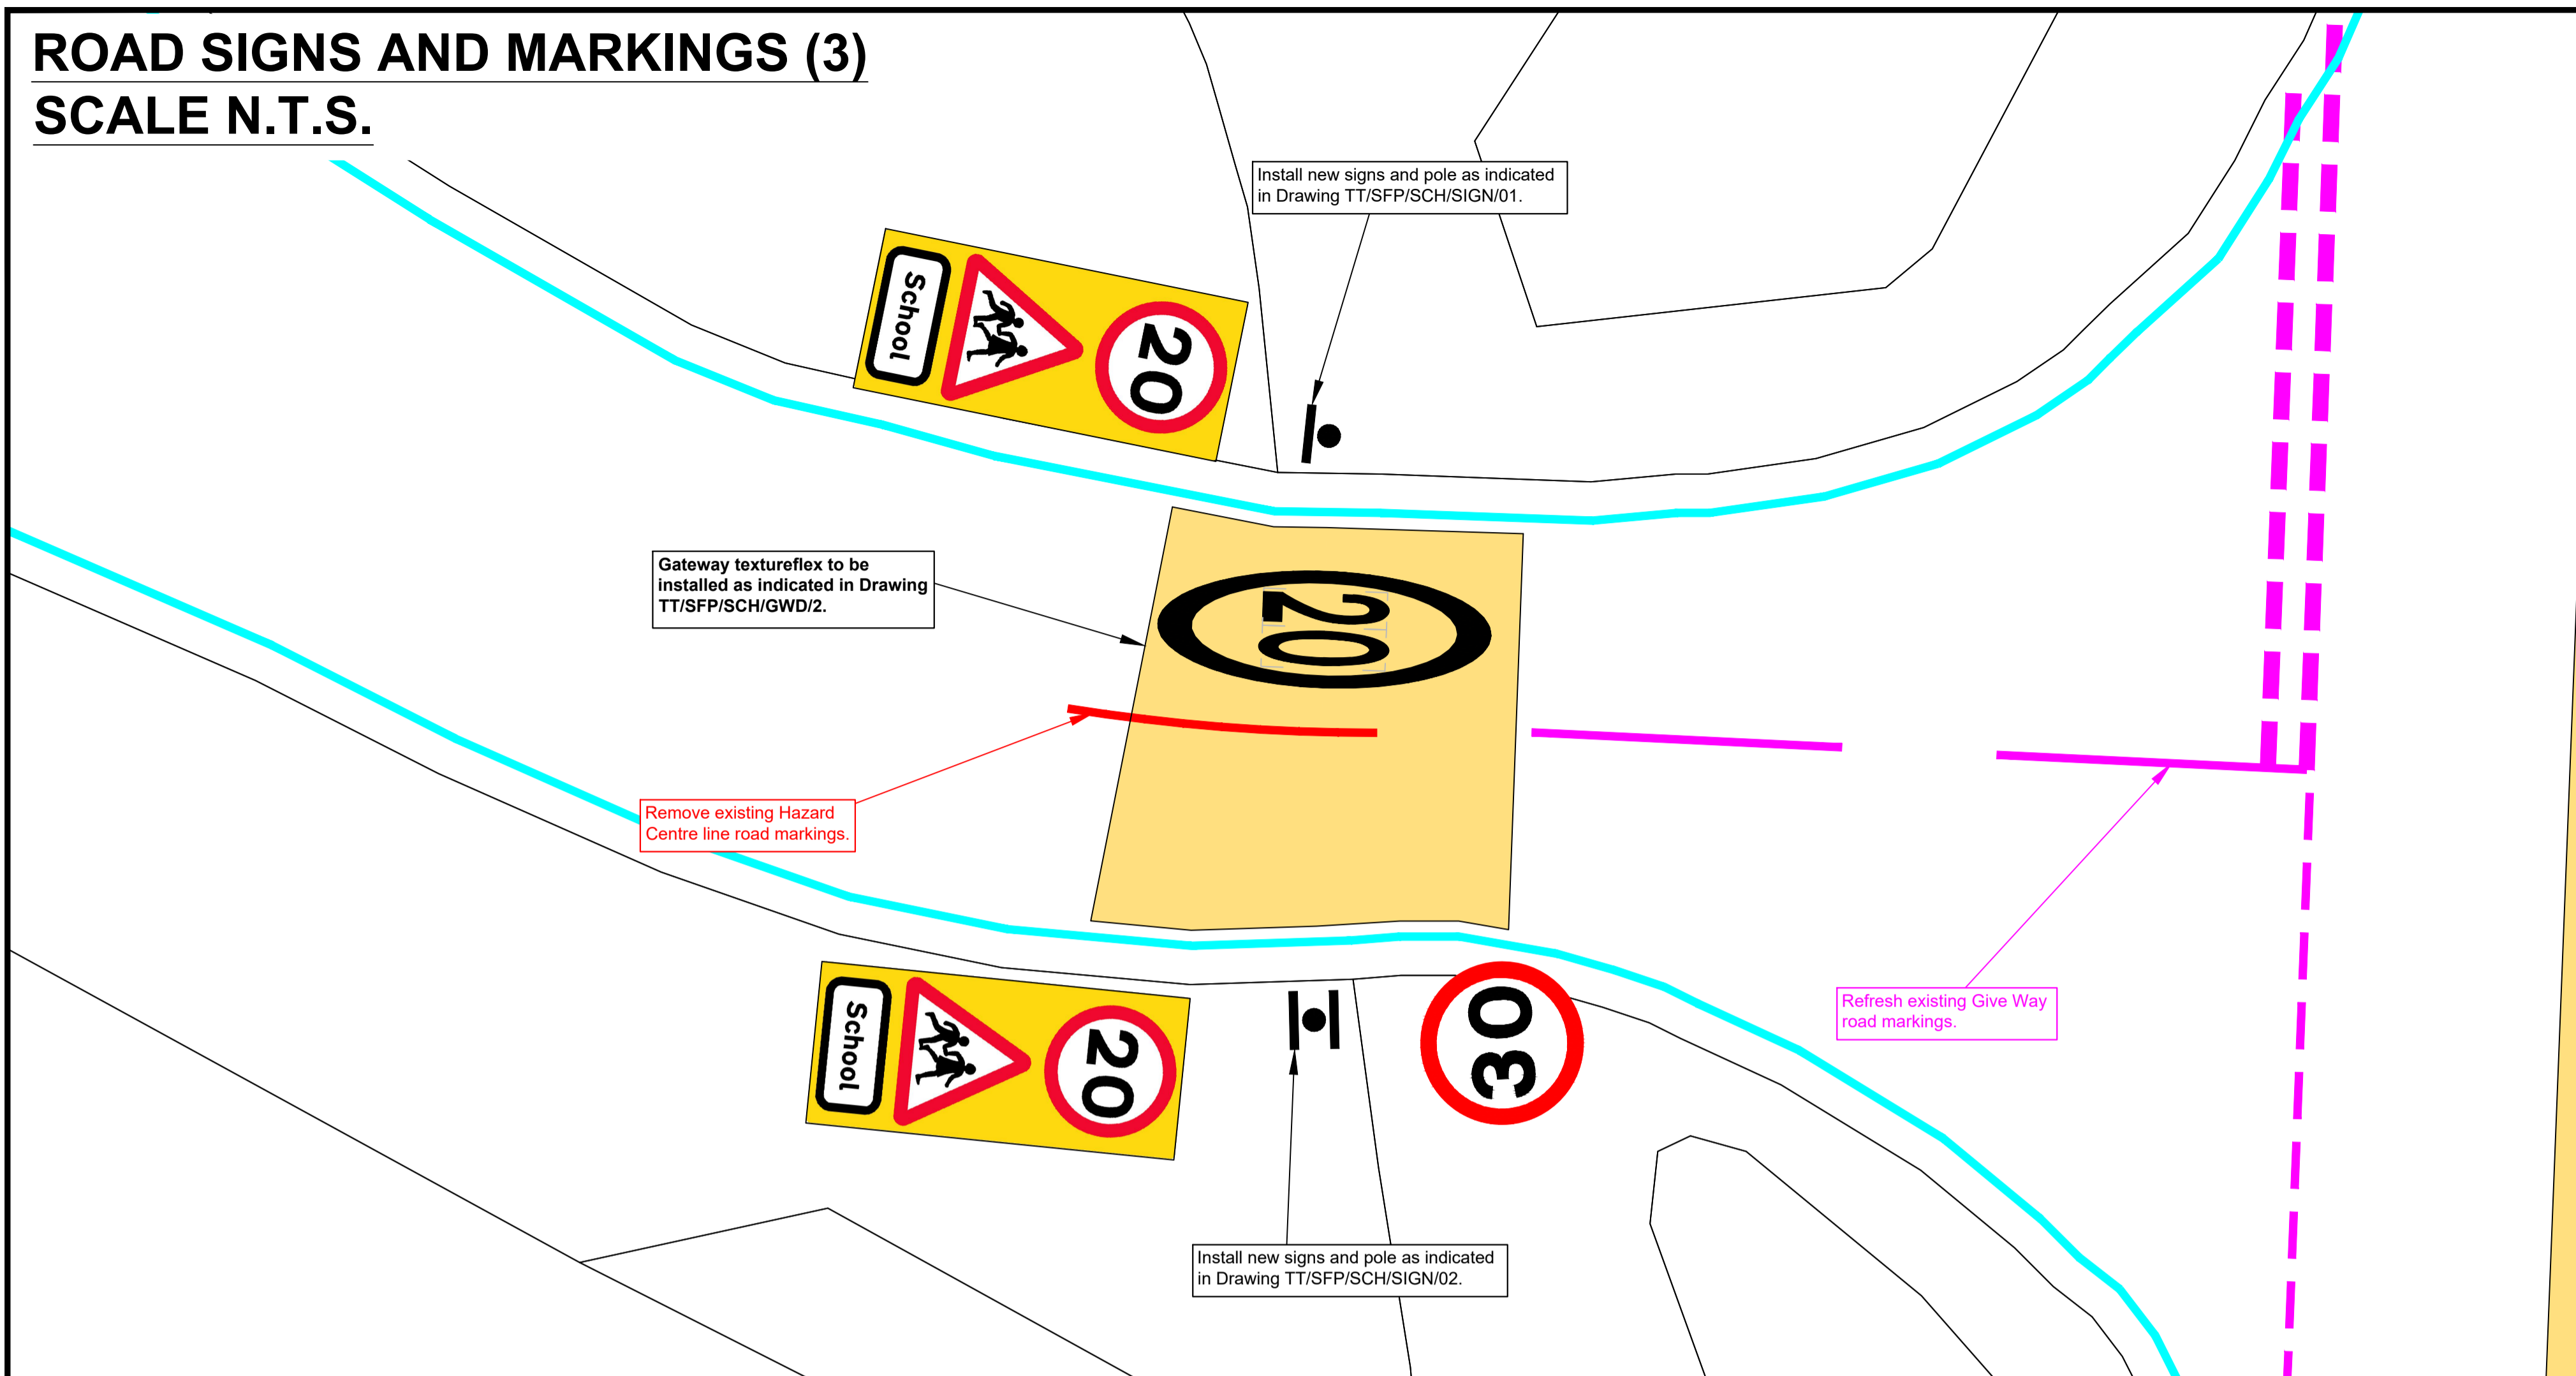 ROAD SIGNS AND MARKINGS (3)
SCALE N.T.S.
Install new signs and pole as indicated
in Drawing TT/SFP/SCH/SIGN/01.
School
20
Gateway textureflex to be
installed as indicated in Drawing
TT/SFP/SCH/GWD/2.
20
Remove existing Hazard
Centre line road markings.
School
20
30
Refresh existing Give Way
road markings.
Install new signs and pole as indicated
in Drawing TT/SFP/SCH/SIGN/02.